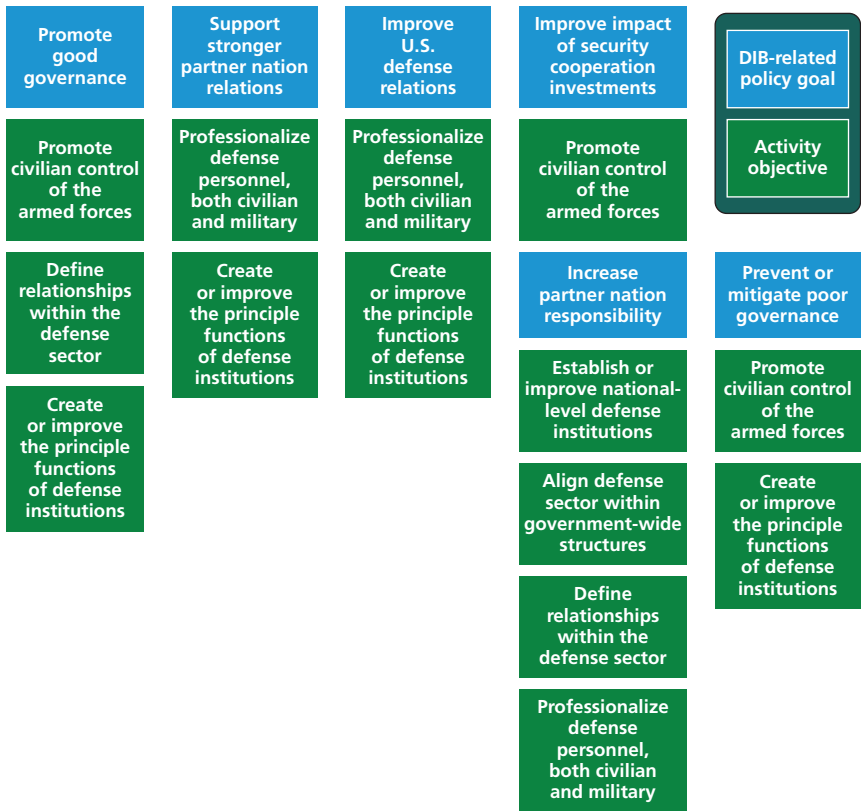 Promote
good
governance
Promote
civilian control
of the
armed forces
Define
relationships
within the
defense
sector
Create
or improve
the principle
functions
of defense
institutions
Support
stronger
partner nation
relations
Professionalize
defense
personnel,
both civilian
and military
Create
or improve
the principle
functions
of defense
institutions
Improve
U.S.
defense
relations
Professionalize
defense
personnel,
both civilian
and military
Create
or improve
the principle
functions
of defense
institutions
Improve impact
of security
cooperation
investments
Promote
civilian control
of the
armed forces
Increase
partner nation
responsibility
Establish or
improve national-
level defense
institutions
Align defense
sector within
government-wide
structures
Define
relationships
within the
defense sector
Professionalize
defense
personnel,
both civilian
and military
DIB-related
policy goal
Activity
objective
Prevent or
mitigate poor
governance
Promote
civilian control
of the
armed forces
Create
or improve
the principle
functions
of defense
institutions